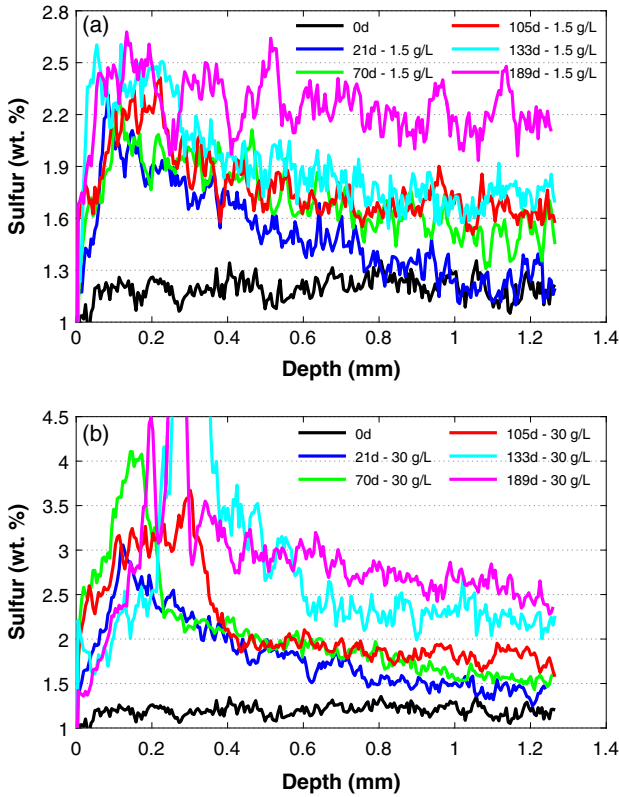 (a)
0d
105d - 1.5 g/L
21d - 1.5 g/L
133d - 1.5 g/L
70d - 1.5 g/L
189d - 1.5 g/L
2.8
2.5
2.2
1.9
1.6
1.3
1
Sulfur (wt. %)
0
0.2
0.4
0.6
0.8
1
1.2
1.4
Depth (mm)
(b)
0d
105d - 30 g/L
21d - 30 g/L
133d - 30 g/L
70d - 30 g/L
189d - 30 g/L
4.5
4
3.5
3
2.5
2
1.5
1
Sulfur (wt. %)
0
0.2
0.4
0.6
0.8
1
1.2
1.4
Depth (mm)